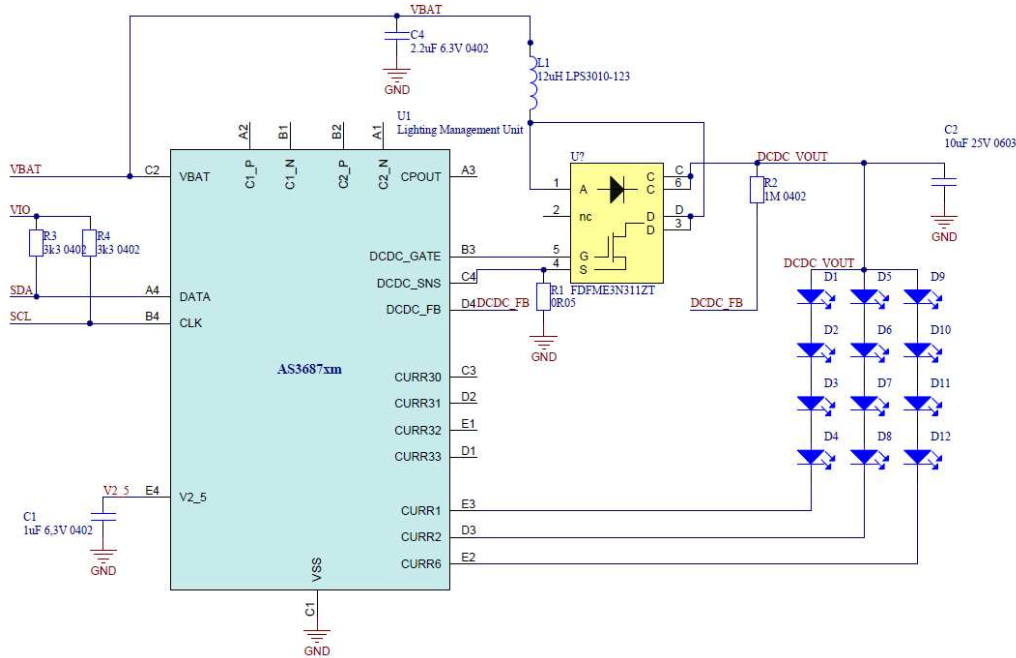 VBAT
C4
2.2uF 6.3V 0402
GND
L1
12uH LPS3010-123
U1
Lighting Management Unit
A2
B1
B2
A1
C1_P
C1_N
C2_P
C2_N
VBAT
C2
VBAT
CPOUT
A3
U?
1
A
C
C
C
6
2
nc
D
D
D
3
5
G
4
S
FDFME3N311ZT
DCDC_VOUT
R2
1M 0402
C2
10uF 25V 0603
GND
VIO
R3
3k3 0402
R4
3k3 0402
DCDC_GATE
B3
DCDC_SNS
C4
DCDC_FB
D4
DCDC_FB
R1
0R05
GND
DCDC_FB
DCDC_VOUT
SDA
A4
DATA
SCL
B4
CLK
D1
D5
D9
D2
D6
D10
D3
D7
D11
D4
D8
D12
AS3687xm
CURR30
C3
CURR31
D2
CURR32
E1
CURR33
D1
V2_5
E4
V2_5
C1
1uF 6,3V 0402
GND
CURR1
E3
CURR2
D3
CURR6
E2
VSS
C1
GND